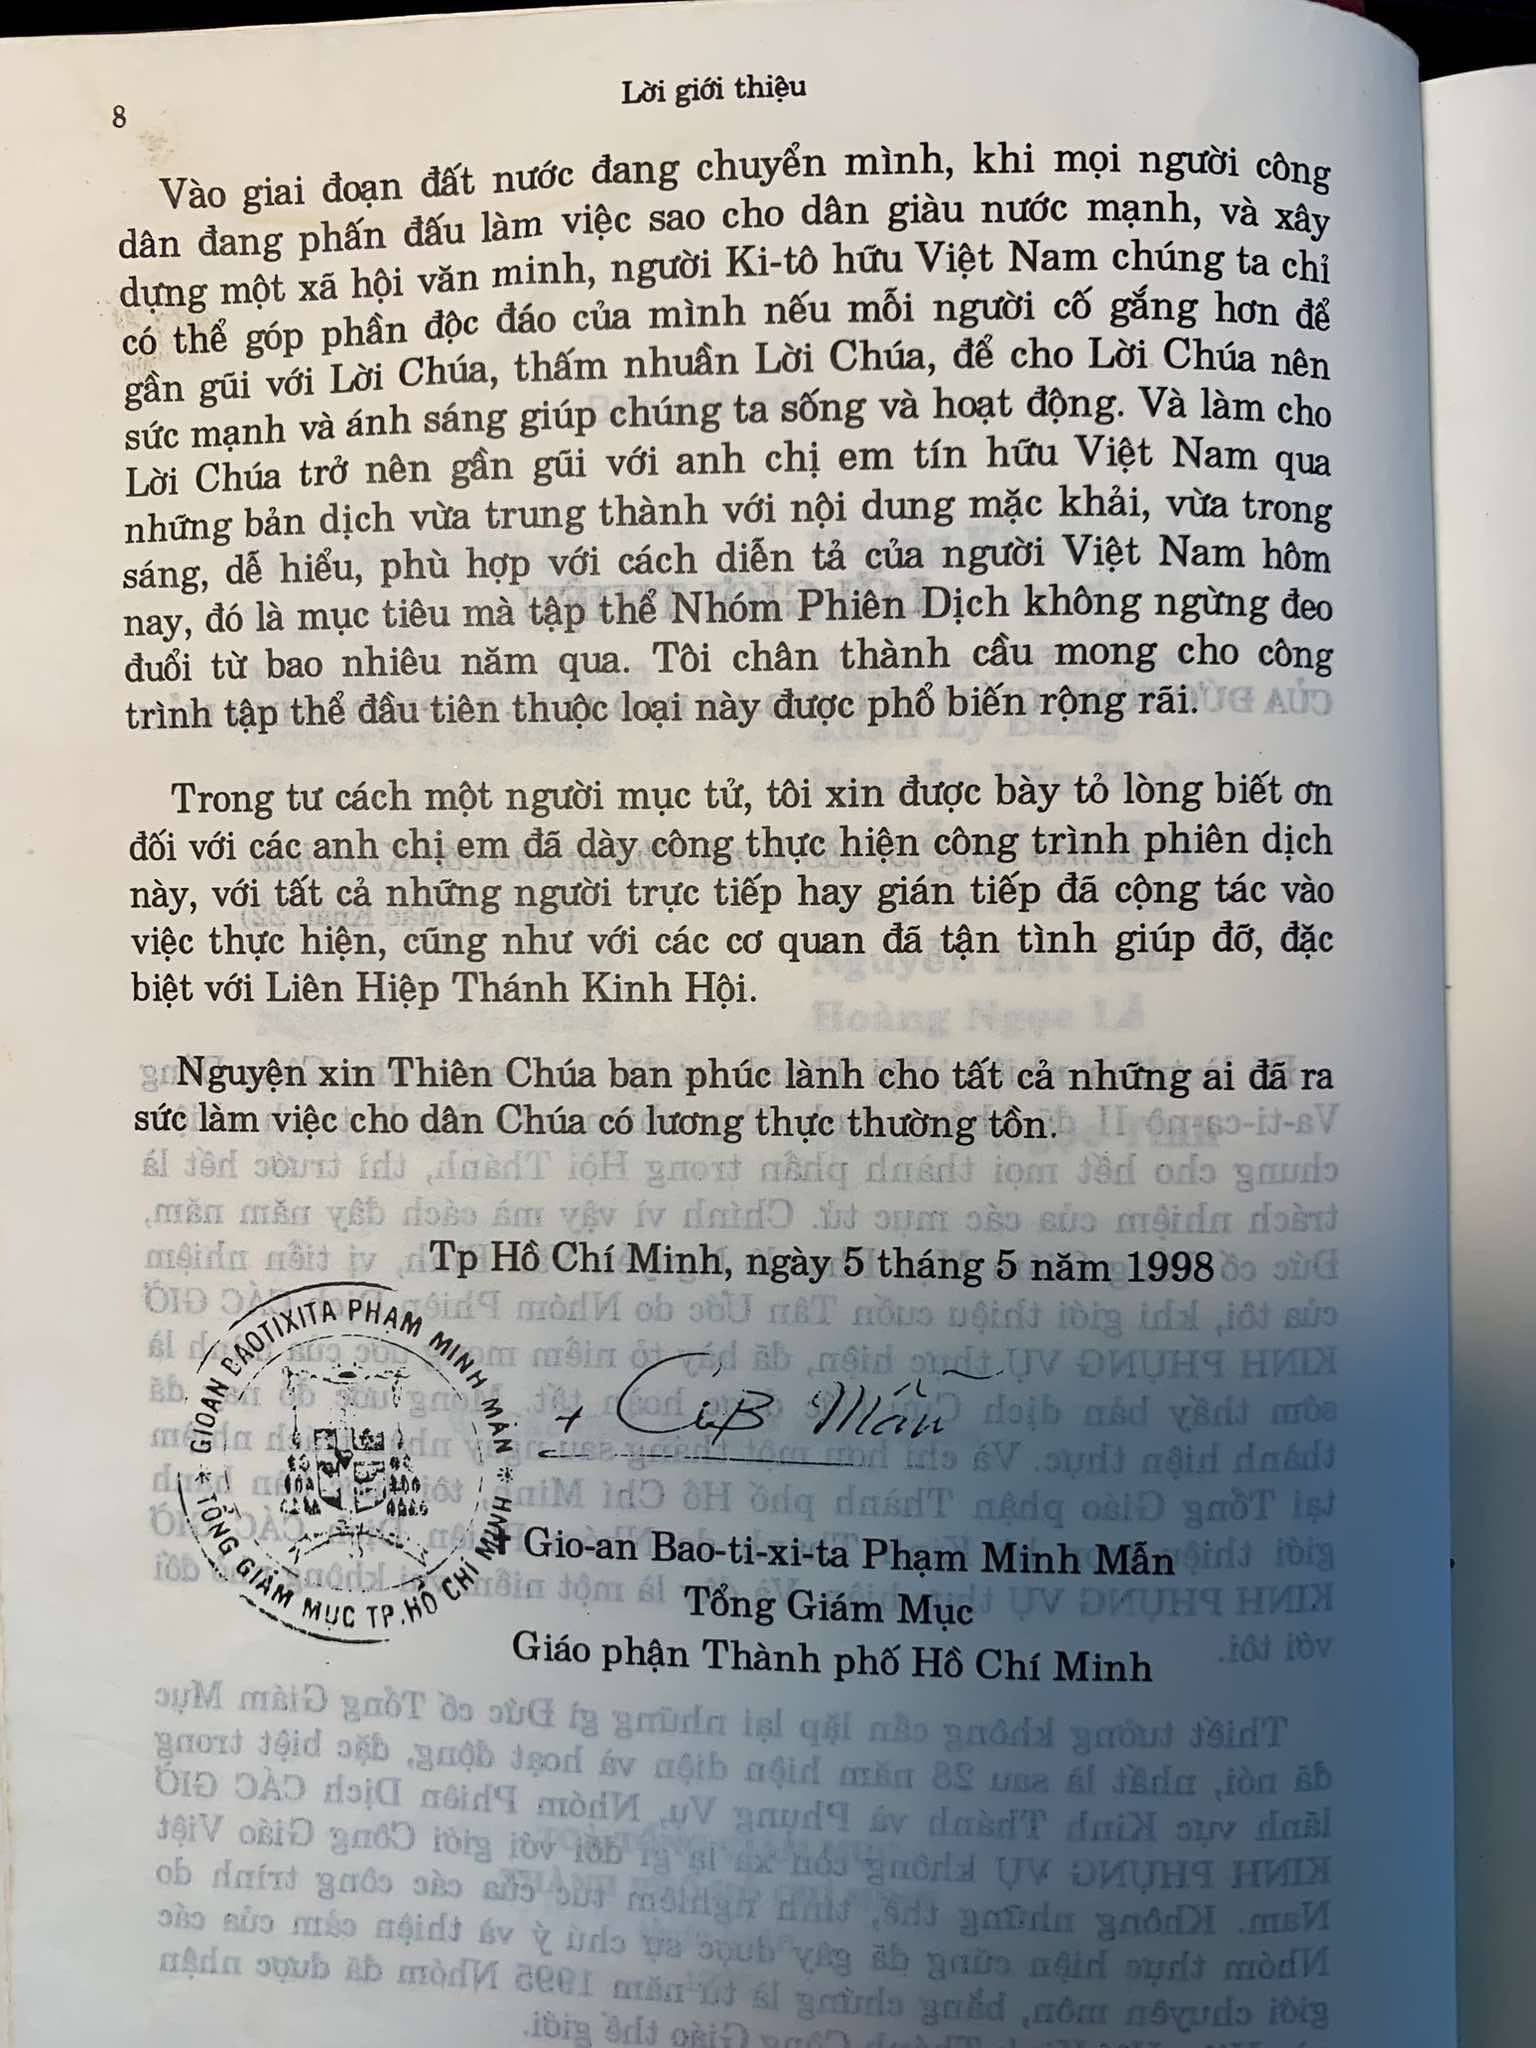 8
Lời giới thiệu
Vào giai đoạn đất nước đang chuyển mình, khi mọi người công
dân đang phấn đấu làm việc sao cho dân giàu nước mạnh, và xây
dựng một xã hội văn minh, người Ki-tô hữu Việt Nam chúng ta chỉ
có thể góp phần độc đáo của mình nếu mỗi người cố gắng hơn để
gần gũi với Lời Chúa, thấm nhuần Lời Chúa, để cho Lời Chúa nên
sức mạnh và ánh sáng giúp chúng ta sống và hoạt động. Và làm cho
Lời Chúa trở nên gần gũi với anh chị em tín hữu Việt Nam qua
những bản dịch vừa trung thành với nội dung mặc khải, vừa trong
sáng, dễ hiểu, phù hợp với cách diễn tả của người Việt Nam hôm
nay, đó là mục tiêu mà tập thể Nhóm Phiên Dịch không ngừng đeo
đuổi từ bao nhiêu năm qua. Tôi chân thành cầu mong cho công
trình tập thể đầu tiên thuộc loại này được phổ biến rộng rãi.
Trong tư cách một người mục tử, tôi xin được bày tỏ lòng biết ơn
đối với các anh chị em đã dày công thực hiện công trình phiên dịch
này, với tất cả những người trực tiếp hay gián tiếp đã cộng tác vào
việc thực hiện, cũng như với các cơ quan đã tận tình giúp đỡ, đặc
biệt với Liên Hiệp Thánh Kinh Hội.
Nguyện xin Thiên Chúa ban phúc lành cho tất cả những ai đã ra
sức làm việc cho dân Chúa có lương thực thường tồn.
Tp Hồ Chí Minh, ngày 5 tháng 5 năm 1998
GIOAN BAOTIXITA PHẠM MINH MẪN
* TỔNG GIÁM MỤC TP. HỒ CHÍ MINH *
+ Mẫn
+ Gio-an Bao-ti-xi-ta Phạm Minh Mẫn
Tổng Giám Mục
Giáo phận Thành phố Hồ Chí Minh